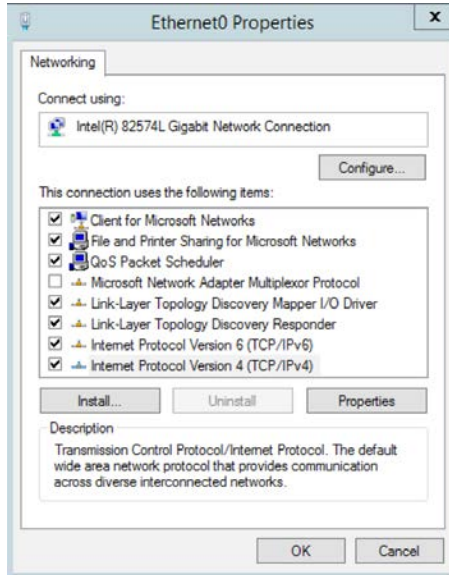 Ethernet0 Properties
x
Networking
Connect using:
Intel(R) 82574L Gigabit Network Connection
Configure...
This connection uses the following items:
Client for Microsoft Networks
File and Printer Sharing for Microsoft Networks
QoS Packet Scheduler
Microsoft Network Adapter Multiplexor Protocol
Link-Layer Topology Discovery Mapper I/O Driver
Link-Layer Topology Discovery Responder
Internet Protocol Version 6 (TCP/IPv6)
Internet Protocol Version 4 (TCP/IPv4)
Install... Uninstall Properties
Description
Transmission Control Protocol/Internet Protocol. The default
wide area network protocol that provides communication
across diverse interconnected networks.
OK Cancel